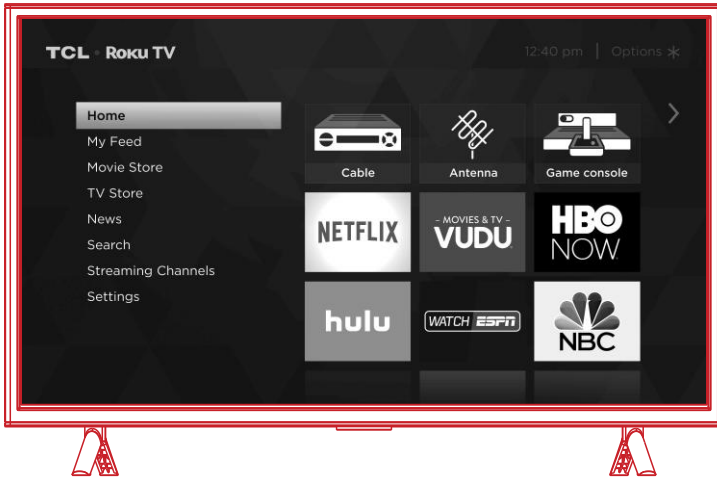 TCL • Roku TV
12:40 pm | Options *
Home
My Feed
Movie Store
TV Store
News
Search
Streaming Channels
Settings
Cable
Antenna
Game console
NETFLIX
- MOVIES & TV -
VUDU
HBO
NOW
hulu
WATCH ESPN
NBC